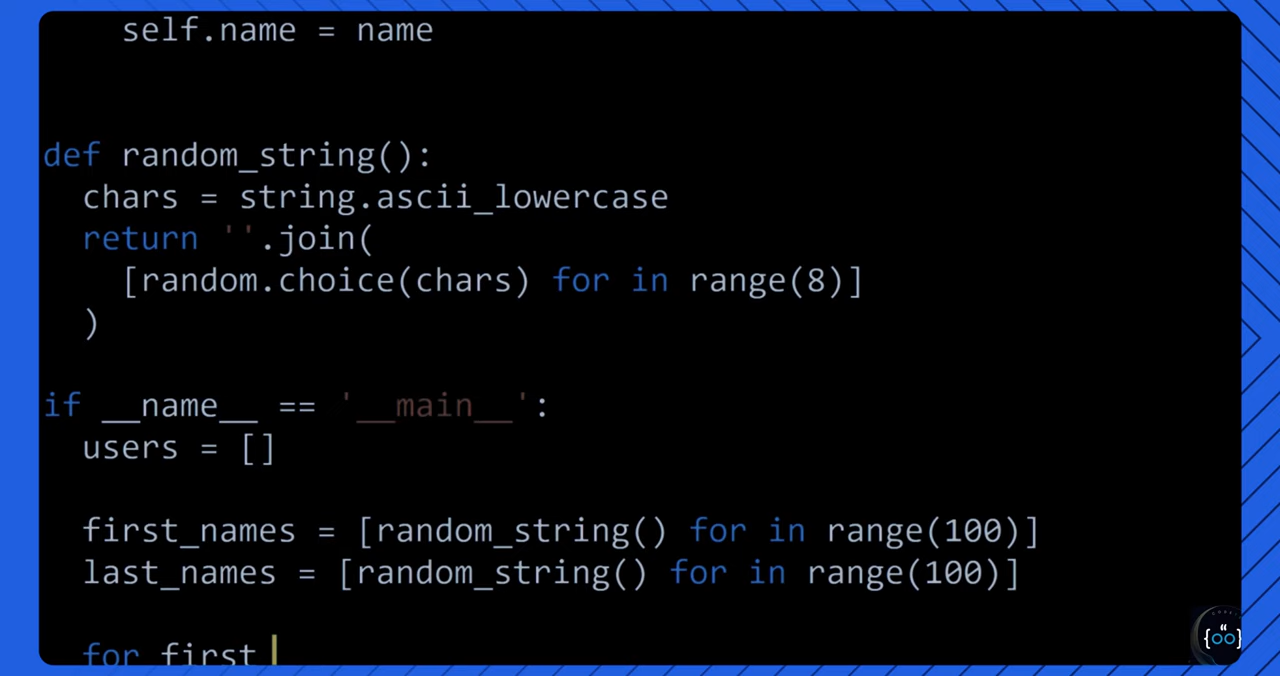 self.name = name
def random_string():
chars = string.ascii_lowercase
return ''.join(
[random.choice(chars) for in range(8)]
)
if __name__ == '__main__':
users = []
first_names = [random_string() for in range(100)]
last_names = [random_string() for in range(100)]
for first